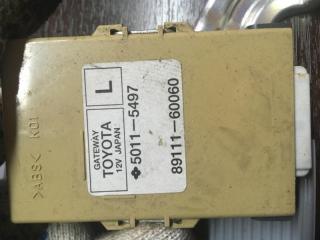 GATEWAY
TOYOTA
12V JAPAN
L
5011-5497
89111-60060
>ABS< K01